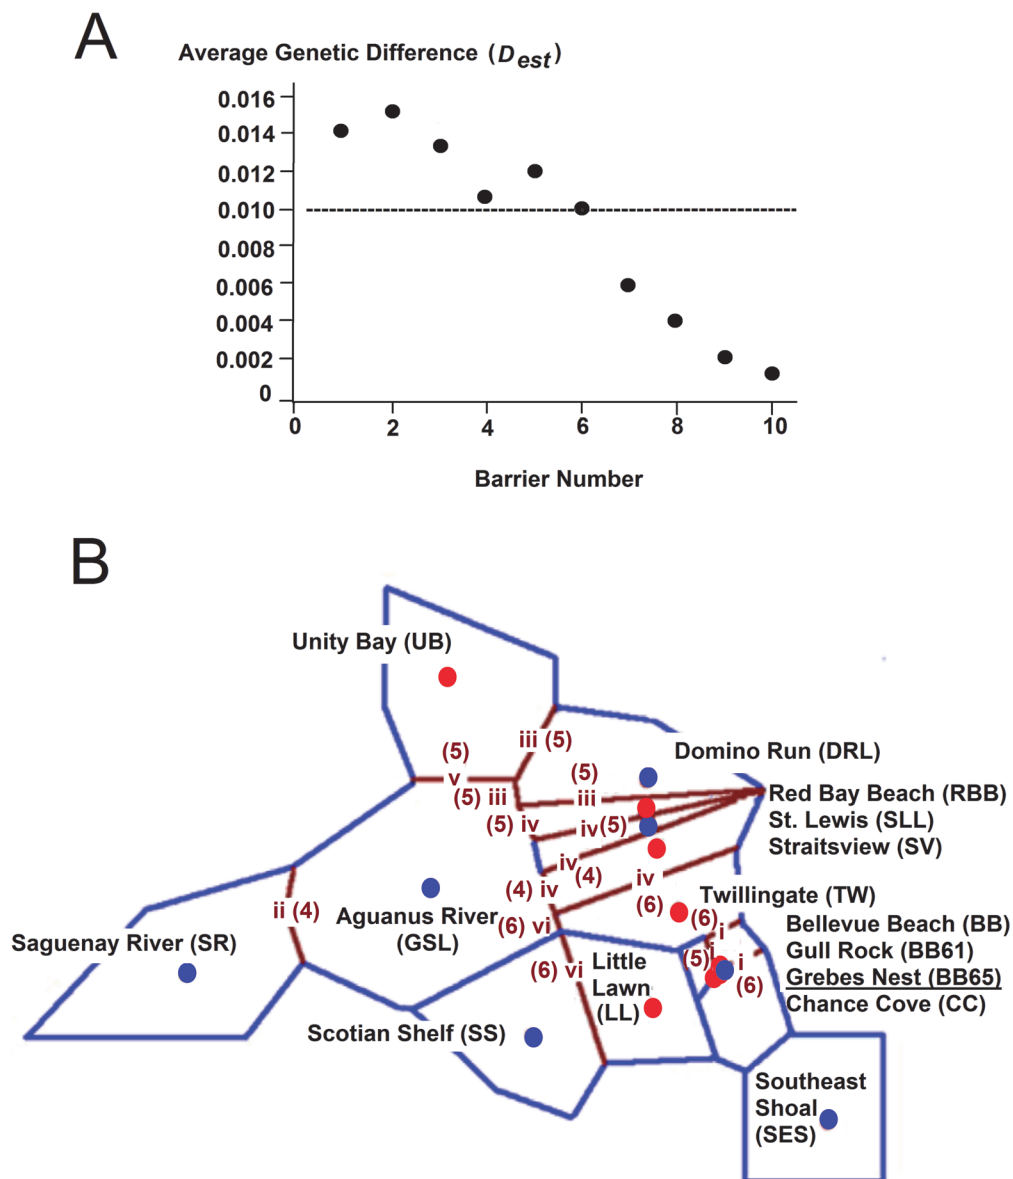 A
Average Genetic Difference (Dest)
0.016
0.014
0.012
0.010
0.008
0.006
0.004
0.002
0
0 2 4 6 8 10
Barrier Number
B
Unity Bay (UB)
iii (5)
(5)
v
Domino Run (DRL)
(5)
(5) iii
iii
Red Bay Beach (RBB)
(5) iv
iv(5)
St. Lewis (SLL)
Straitsview (SV)
iv
(4)
(4) iv
iv
(6)
Twillingate (TW)
ii (4)
Aguanus River
(GSL)
(6) vi
(6)
i
Bellevue Beach (BB)
Saguenay River (SR)
Gull Rock (BB61)
(5)
i
i
(6)
Grebes Nest (BB65)
Chance Cove (CC)
(6) vi
Little
Lawn
(LL)
Scotian Shelf (SS)
Southeast
Shoal
(SES)